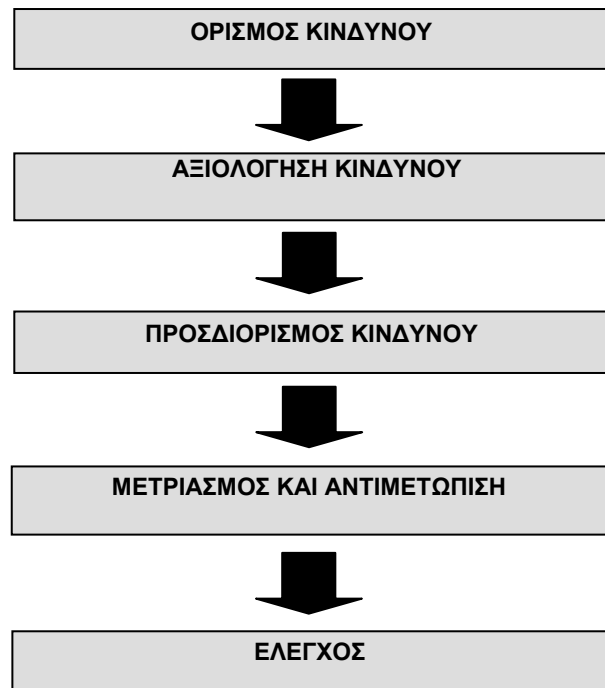 ΟΡΙΣΜΟΣ ΚΙΝΔΥΝΟΥ
ΑΞΙΟΛΟΓΗΣΗ ΚΙΝΔΥΝΟΥ
ΠΡΟΣΔΙΟΡΙΣΜΟΣ ΚΙΝΔΥΝΟΥ
ΜΕΤΡΙΑΣΜΟΣ ΚΑΙ ΑΝΤΙΜΕΤΩΠΙΣΗ
ΕΛΕΓΧΟΣ